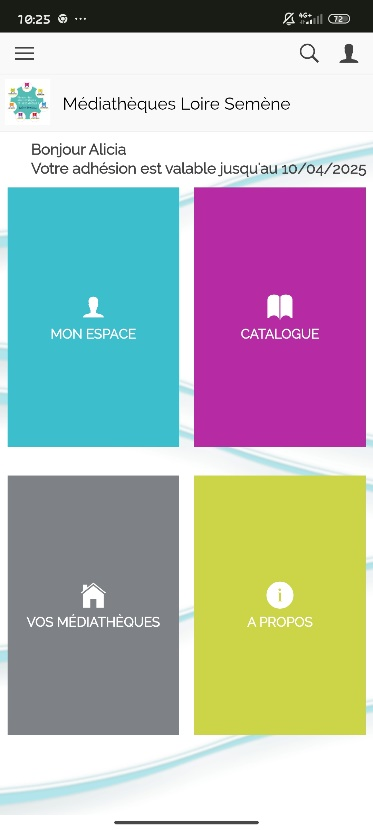 10:25
4G+
72
Médiathèques Loire Semène
Bonjour Alicia
Votre adhésion est valable jusqu'au 10/04/2025
MON ESPACE
CATALOGUE
VOS MÉDIATHÈQUES
A PROPOS